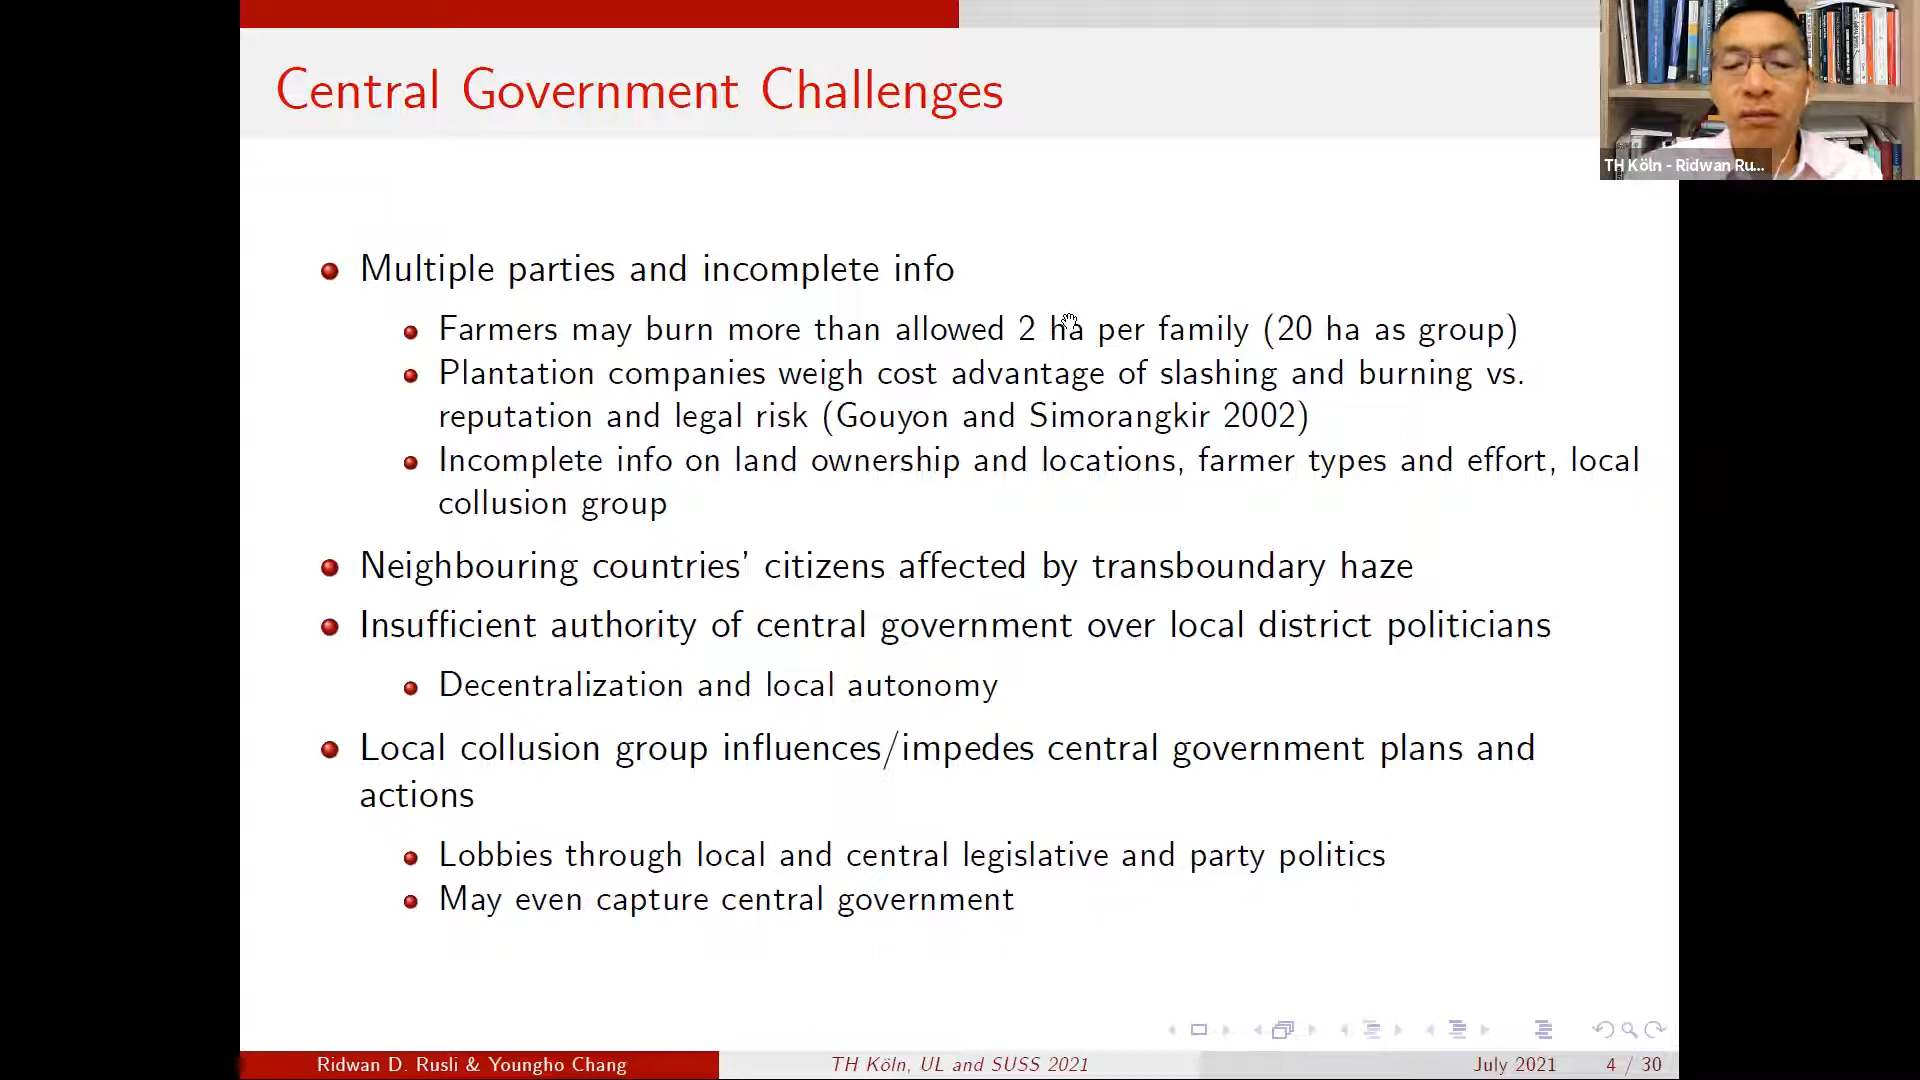 Central Government Challenges
TH Köln - Ridwan Ru...
Multiple parties and incomplete info
Farmers may burn more than allowed 2 ha per family (20 ha as group)
Plantation companies weigh cost advantage of slashing and burning vs.
reputation and legal risk (Gouyon and Simorangkir 2002)
Incomplete info on land ownership and locations, farmer types and effort, local
collusion group
Neighbouring countries' citizens affected by transboundary haze
Insufficient authority of central government over local district politicians
Decentralization and local autonomy
Local collusion group influences/impedes central government plans and
actions
Lobbies through local and central legislative and party politics
May even capture central government
Ridwan D. Rusli & Youngho Chang
TH Köln, UL and SUSS 2021
July 2021
4 / 30